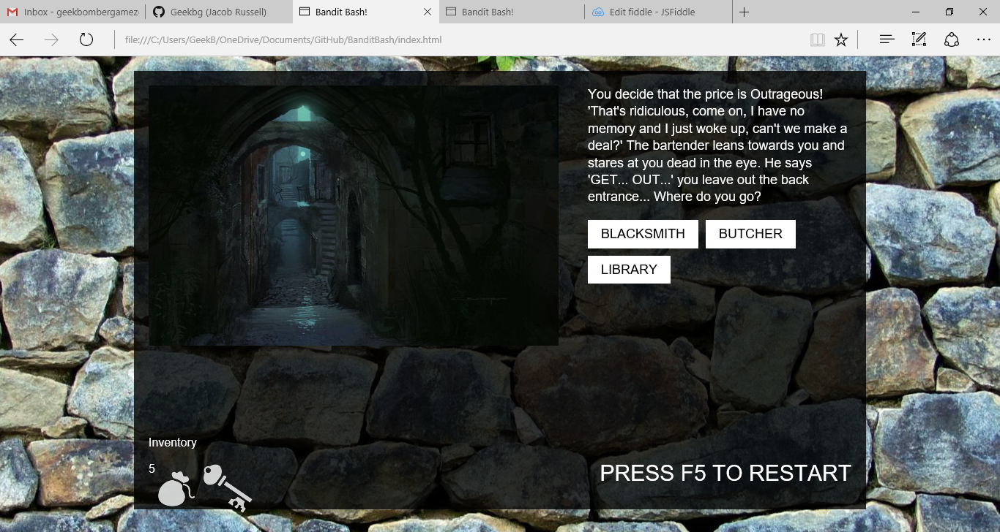 Inbox - geekbombergamez
Geekbg (Jacob Russell)
Bandit Bash!
Bandit Bash!
Edit fiddle - JSFiddle
file:///C:/Users/GeekB/OneDrive/Documents/GitHub/BanditBash/index.html
You decide that the price is Outrageous!
'That's ridiculous, come on, I have no
memory and I just woke up, can't we make a
deal?' The bartender leans towards you and
stares at you dead in the eye. He says
'GET... OUT...' you leave out the back
entrance... Where do you go?
BLACKSMITH
BUTCHER
LIBRARY
Inventory
5
PRESS F5 TO RESTART